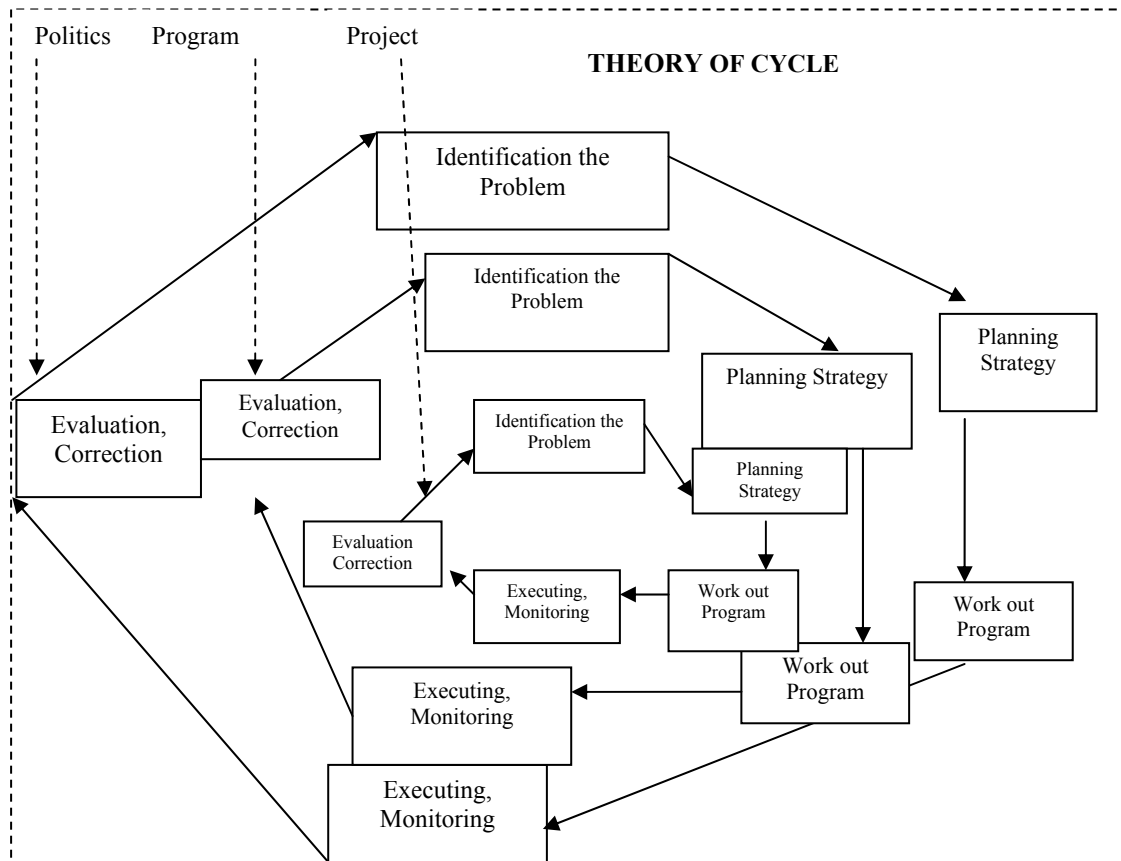 Politics Program Project
THEORY OF CYCLE
Identification the
Problem
Identification the
Problem
Planning
Strategy
Planning Strategy
Evaluation,
Correction
Evaluation,
Correction
Identification the
Problem
Planning
Strategy
Evaluation
Correction
Executing,
Monitoring
Work out
Program
Work out
Program
Work out
Program
Executing,
Monitoring
Executing,
Monitoring